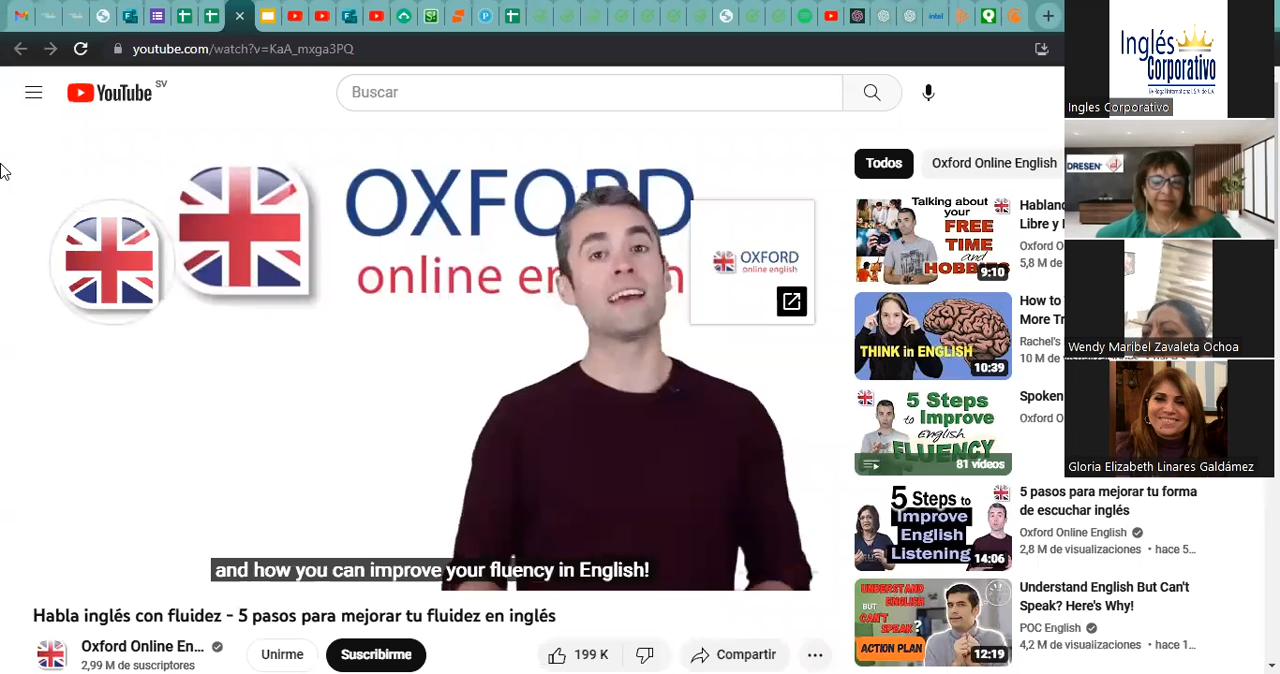 youtube.com/watch?v=KaA_mxga3PQ
YouTube SV
Buscar
OXFORD
online en
OXFORD
online english
and how you can improve your fluency in English!
Habla inglés con fluidez - 5 pasos para mejorar tu fluidez en inglés
Oxford Online En...
2,99 M de suscriptores
Unirme
Suscribirme
199 K
Compartir
Todos
Oxford Online English
Talking about
your
FREE
TIME
and
HOBBIES
9:10
Hablan
Libre y
Oxford O
5,8 M de
THINK in ENGLISH
10:39
How to
More Tr
Rachel's
10 M de
5 Steps
to Improve
english
FLUENCY
81 vídeos
Spoken
Oxford O
5 Steps to
Improve
English
Listening
14:06
5 pasos para mejorar tu forma
de escuchar inglés
Oxford Online English
2,8 M de visualizaciones • hace 5...
UNDERSTAND
ENGLISH
BUT
CAN'T
SPEAK?
ACTION PLAN
12:19
Understand English But Can't
Speak? Here's Why!
POC English
4,2 M de visualizaciones • hace 1...
Inglés
Corporativo
Ingles Corporativo
DRESEN
Wendy Maribel Zavaleta Ochoa
Gloria Elizabeth Linares Galdámez